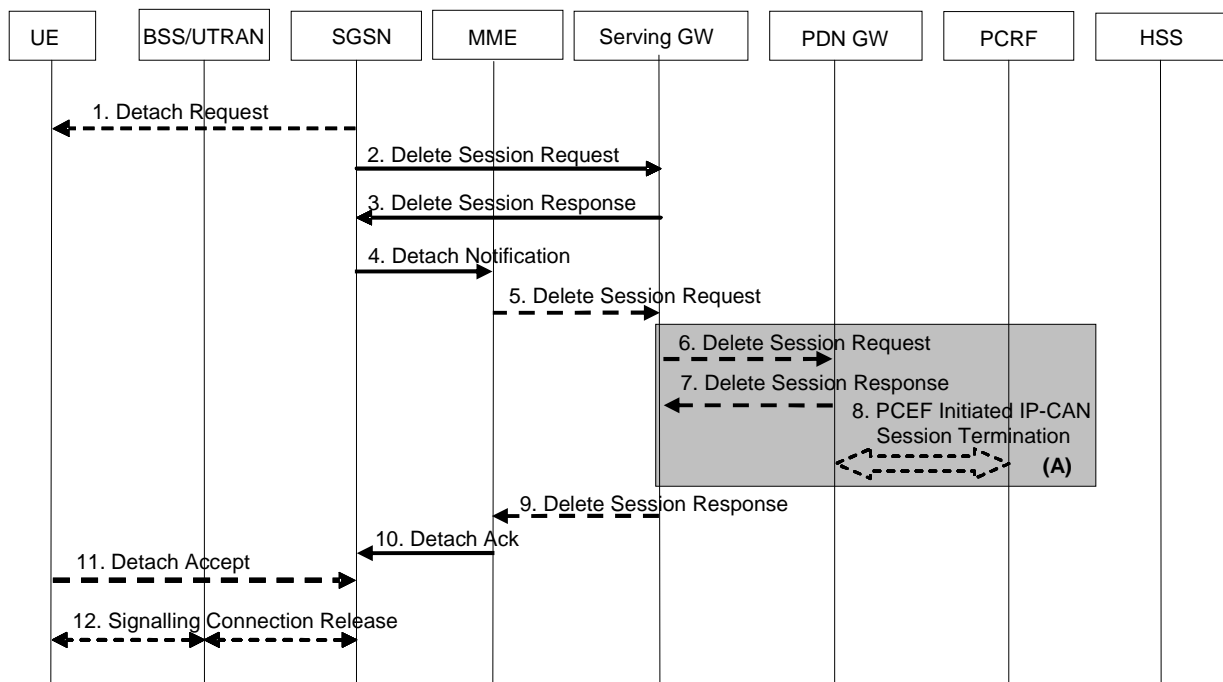 UE
BSS/UTRAN
SGSN
MME
Serving GW
PDN GW
PCRF
HSS
1. Detach Request
2. Delete Session Request
3. Delete Session Response
4. Detach Notification
5. Delete Session Request
6. Delete Session Request
7. Delete Session Response
8. PCEF Initiated IP-CAN
Session Termination
(A)
9. Delete Session Response
10. Detach Ack
11. Detach Accept
12. Signalling Connection Release